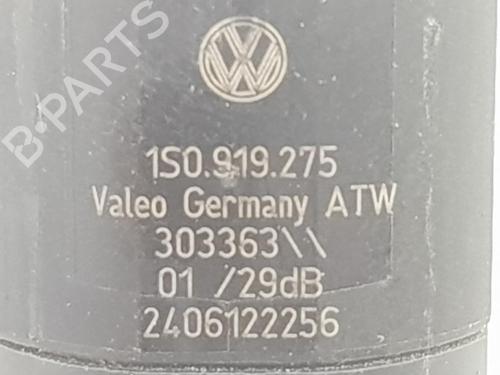 B-PARTS
1S0.919.275
Valeo Germany ATW
303363\\
01 /29dB
2406122256